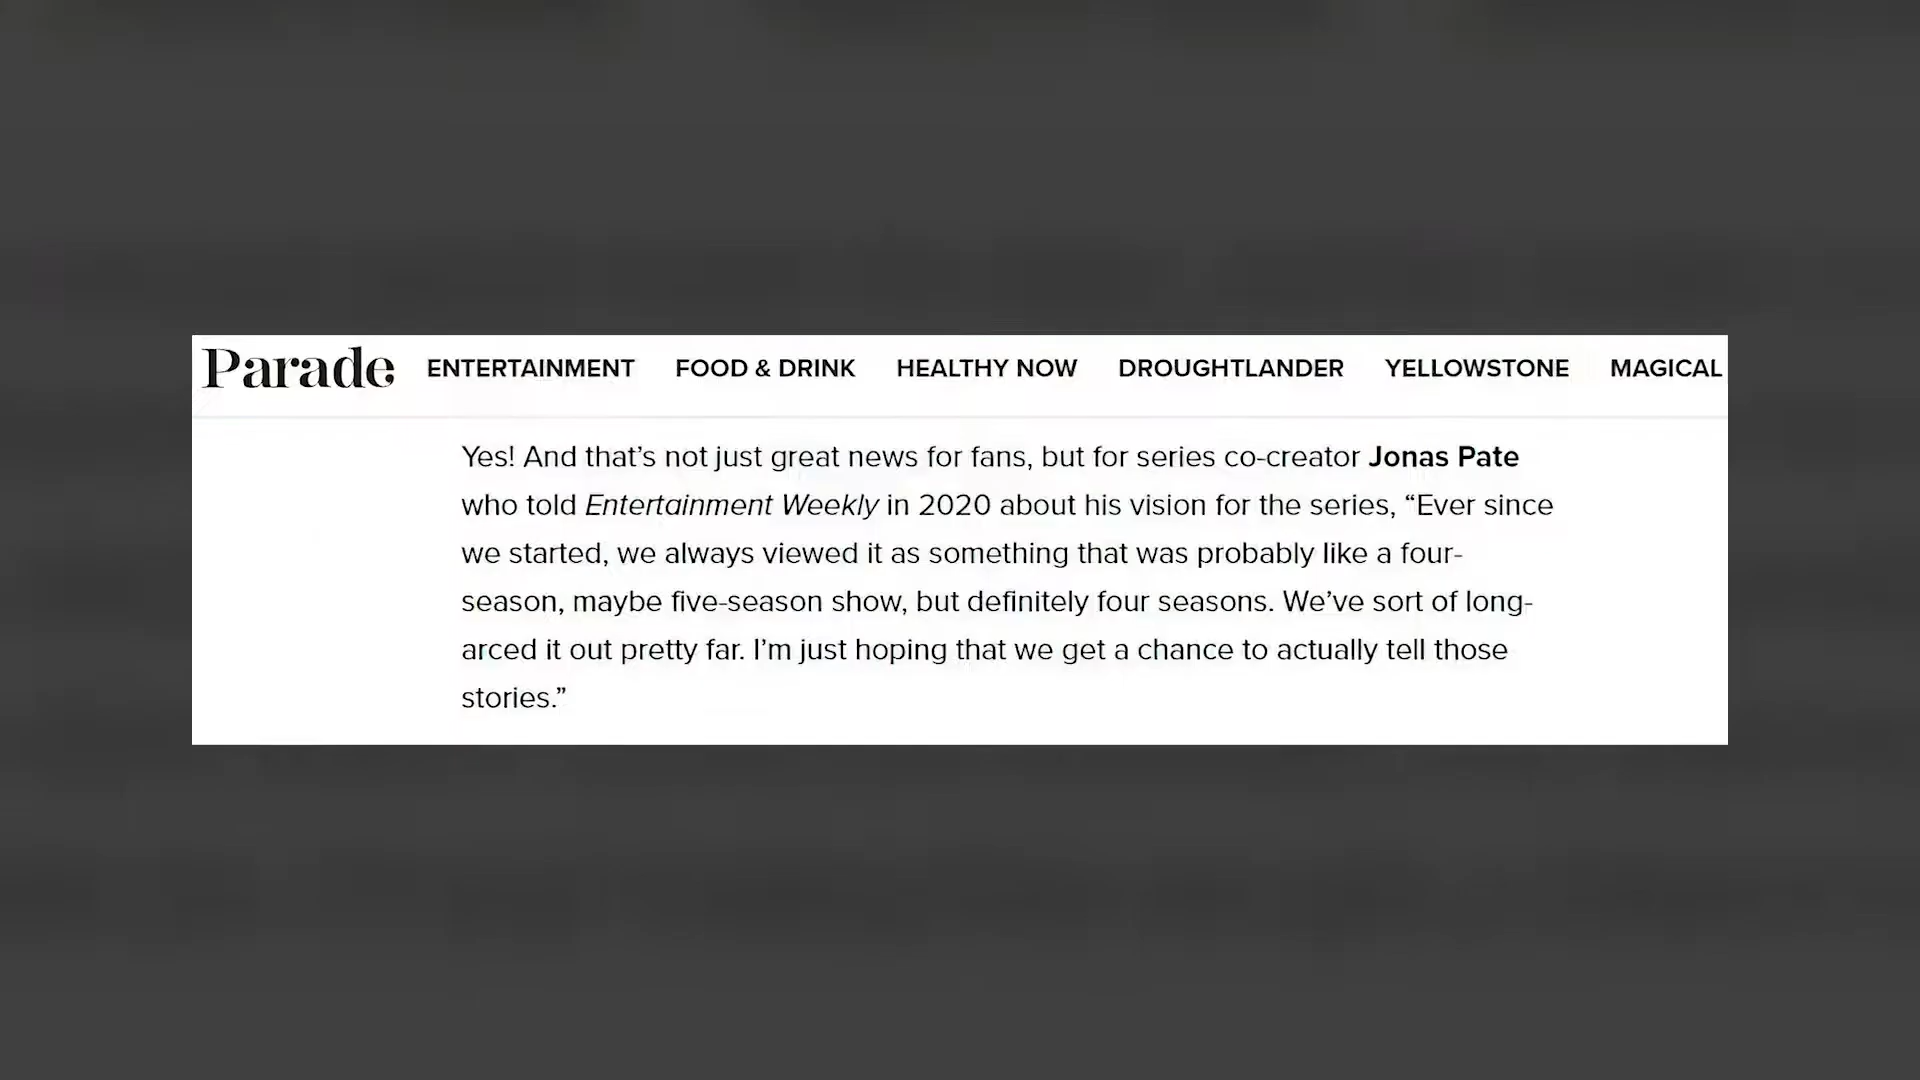 Parade ENTERTAINMENT FOOD & DRINK HEALTHY NOW DROUGHTLANDER YELLOWSTONE MAGICAL
Yes! And that’s not just great news for fans, but for series co-creator Jonas Pate
who told Entertainment Weekly in 2020 about his vision for the series, “Ever since
we started, we always viewed it as something that was probably like a four-
season, maybe five-season show, but definitely four seasons. We’ve sort of long-
arced it out pretty far. I’m just hoping that we get a chance to actually tell those
stories.”